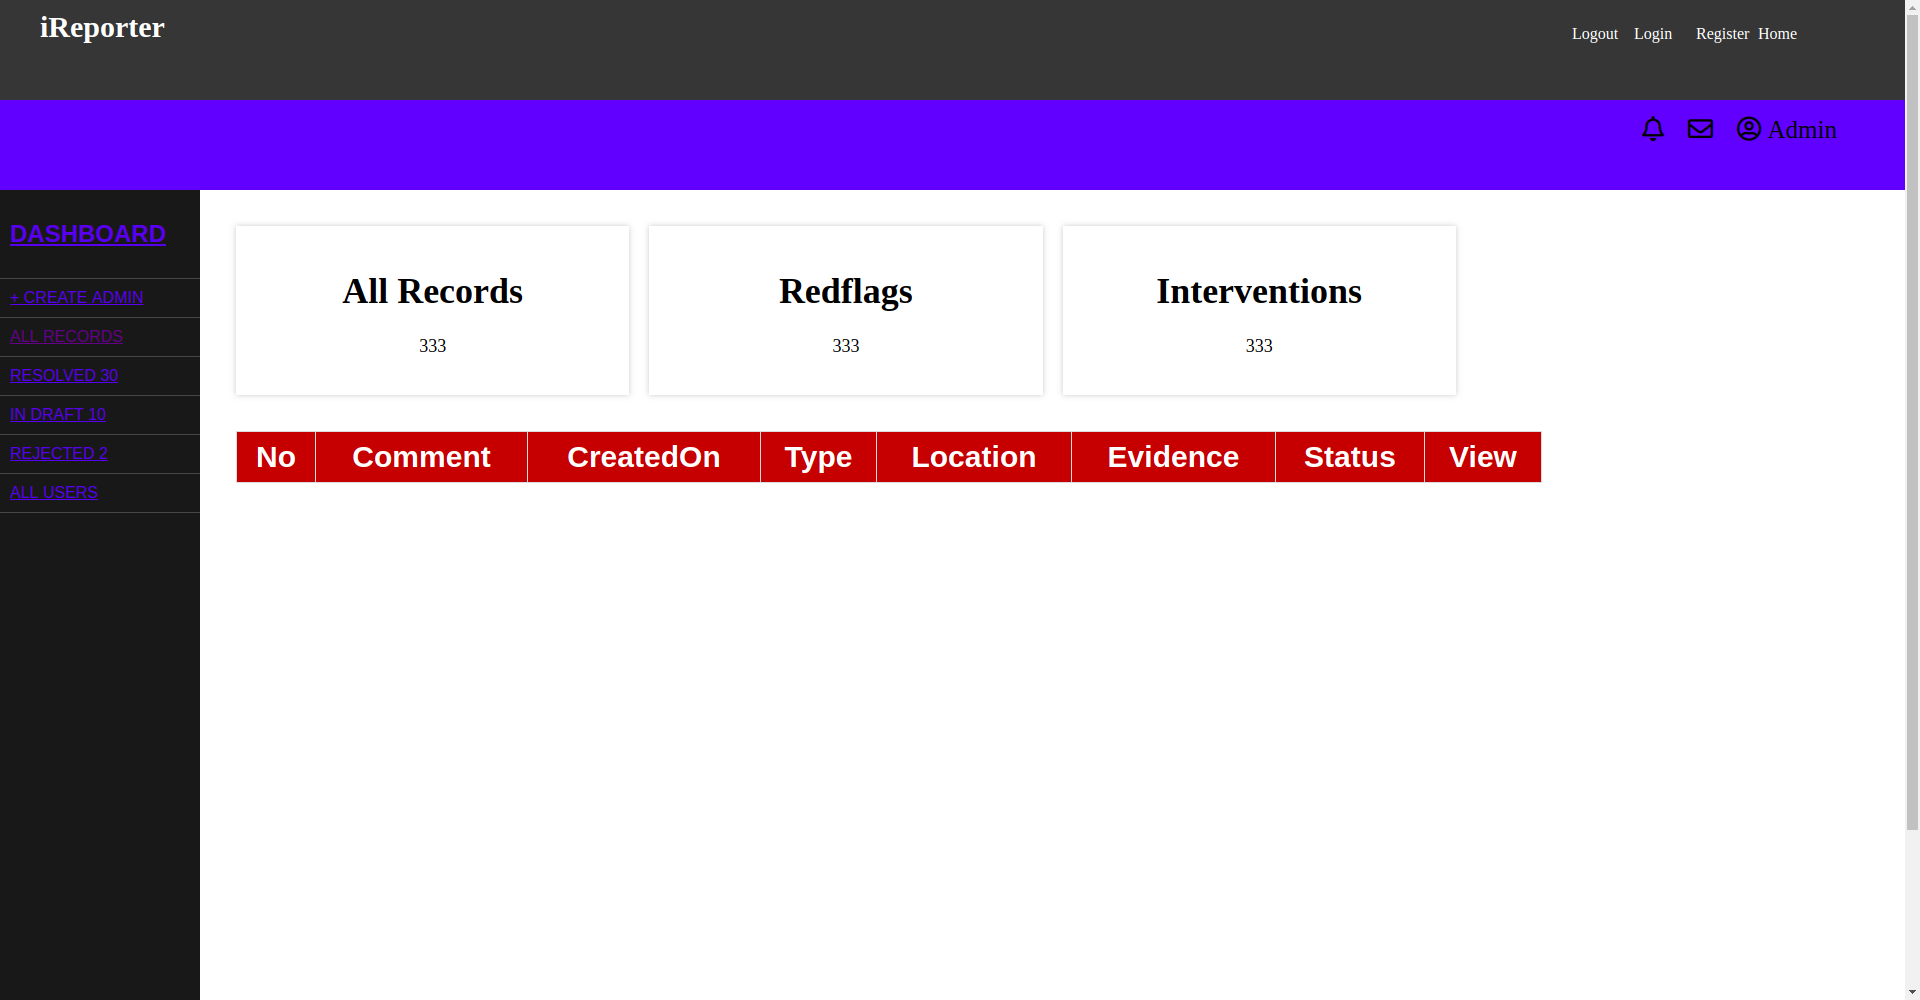 iReporter
Logout Login Register Home
Admin
DASHBOARD
+ CREATE ADMIN
ALL RECORDS
RESOLVED 30
IN DRAFT 10
REJECTED 2
ALL USERS
All Records
333
Redflags
333
Interventions
333
No Comment CreatedOn Type Location Evidence Status View